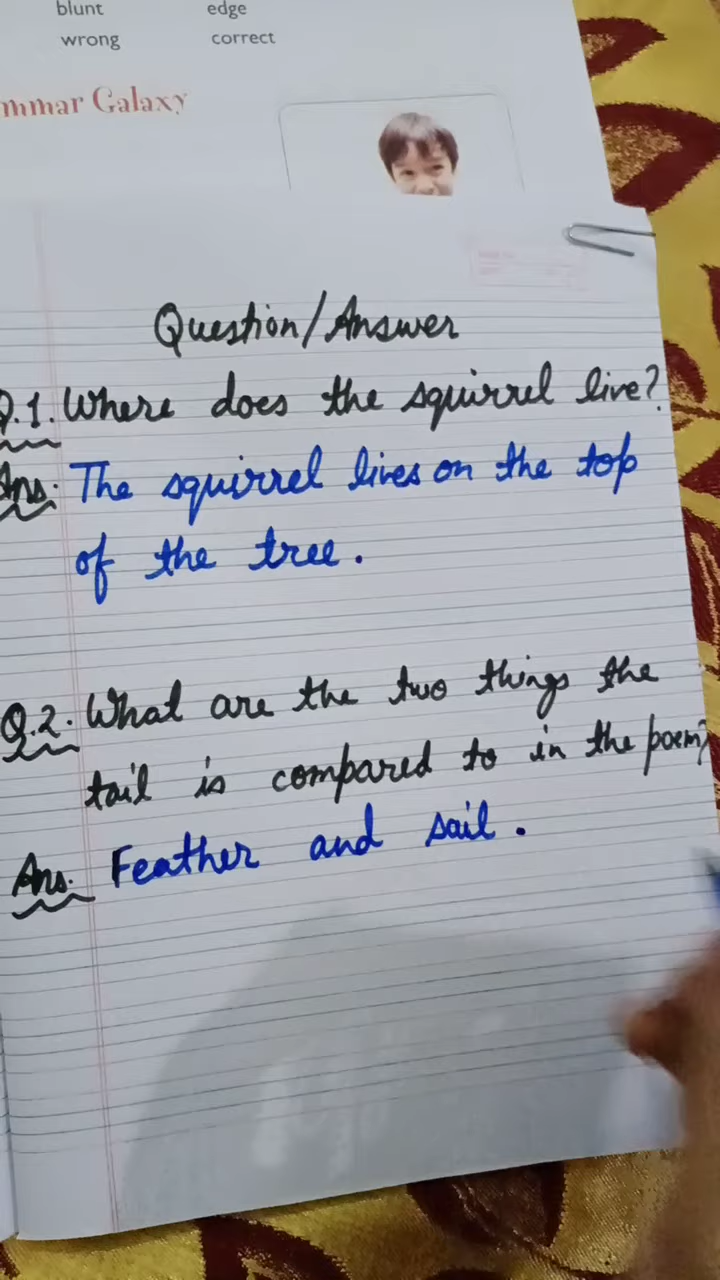 blunt edge
wrong correct
mmar Galaxy
Question/Answer
Q.1. Where does the squirrel live?
Ans. The squirrel lives on the top
of the tree.
Q.2. What are the two things the
tail is compared to in the poem?
Ans. Feather and sail.